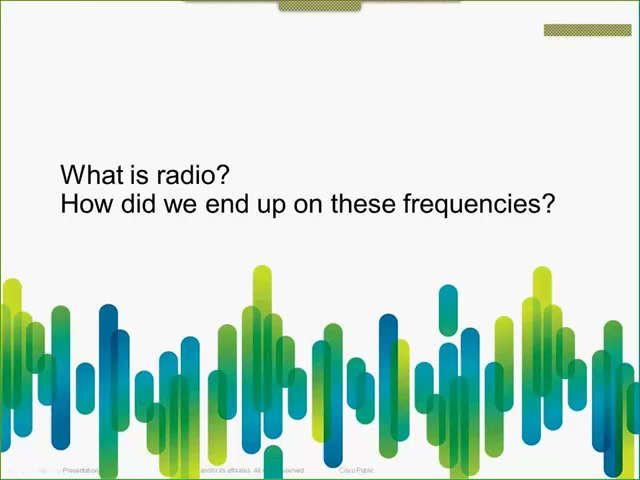 What is radio?
How did we end up on these frequencies?
Presentation and/or its affiliates. All reserved Cisco Public